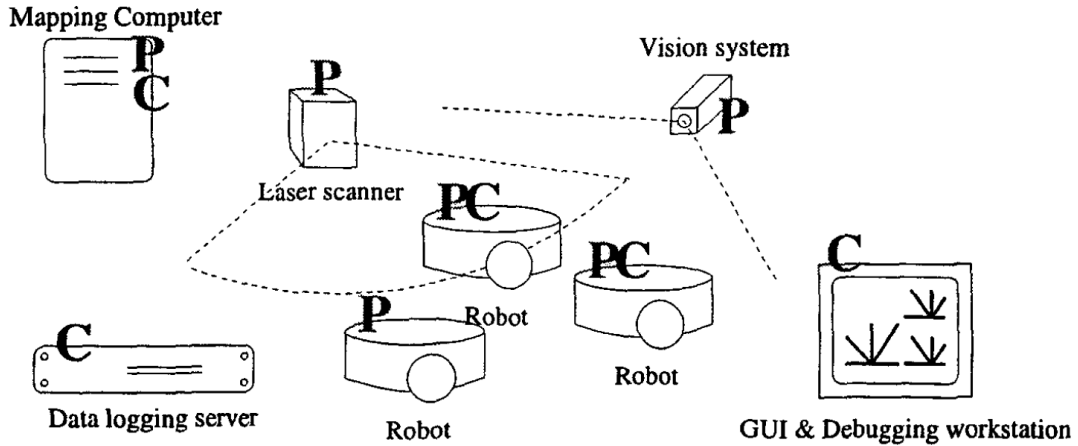 Mapping Computer
P
C
P
Vision system
P
Laser scanner
PC
PC
C
P
Robot
C
Robot
Data logging server
Robot
GUI & Debugging workstation